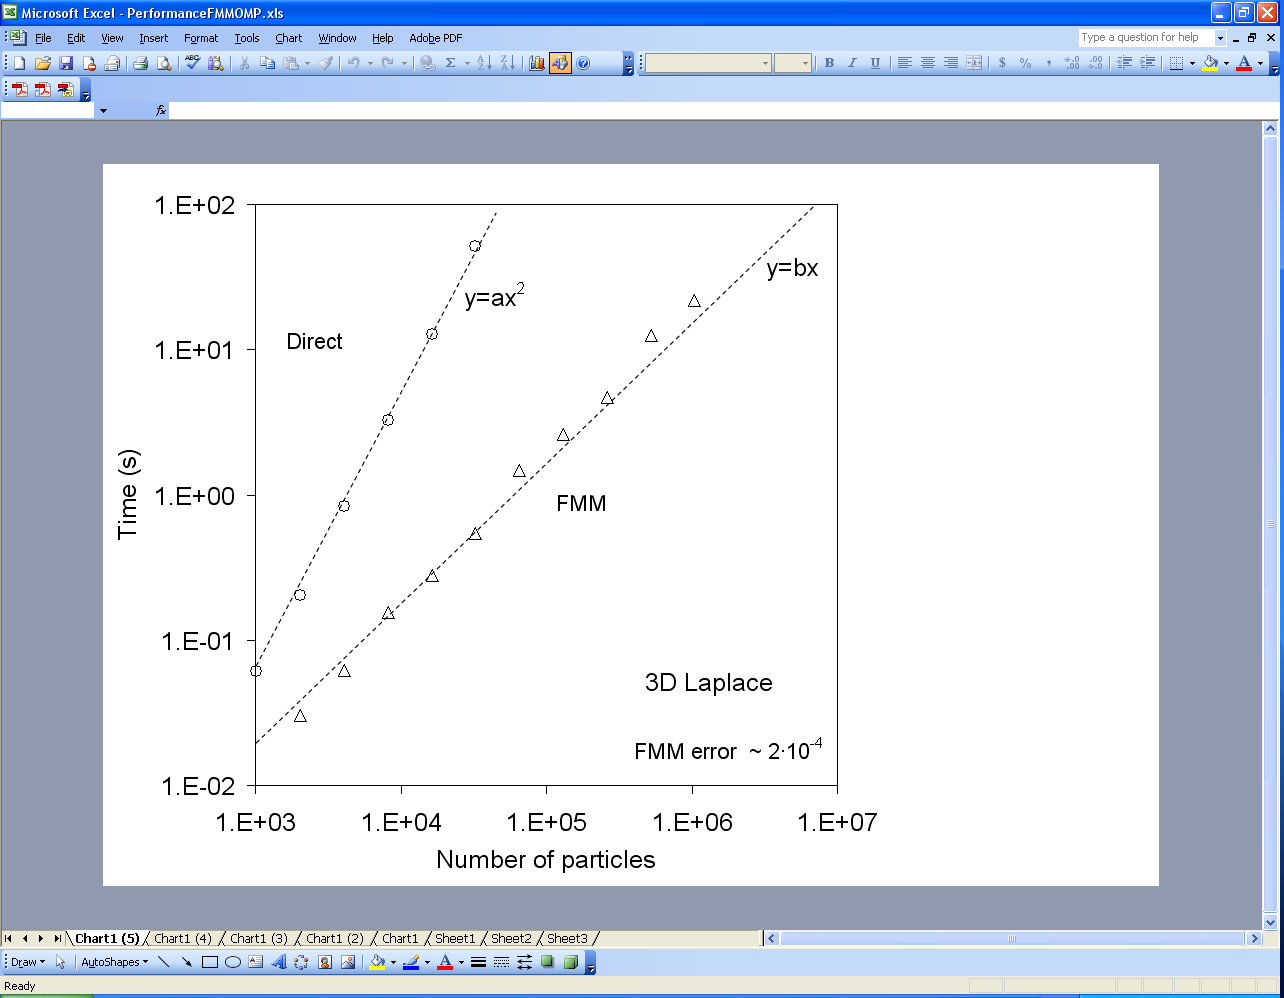 Microsoft Excel - PerformanceFMMOMP.xls
File Edit View Insert Format Tools Chart Window Help Adobe PDF
Type a question for help
1.E+02
y=bx
y=ax2
Direct
1.E+01
Time (s)
1.E+00
FMM
1.E-01
3D Laplace
FMM error ~ 2·10-4
1.E-02
1.E+03 1.E+04 1.E+05 1.E+06 1.E+07
Number of particles
Chart1 (5) Chart1 (4) Chart1 (3) Chart1 (2) Chart1 Sheet1 Sheet2 Sheet3
Draw AutoShapes
Ready